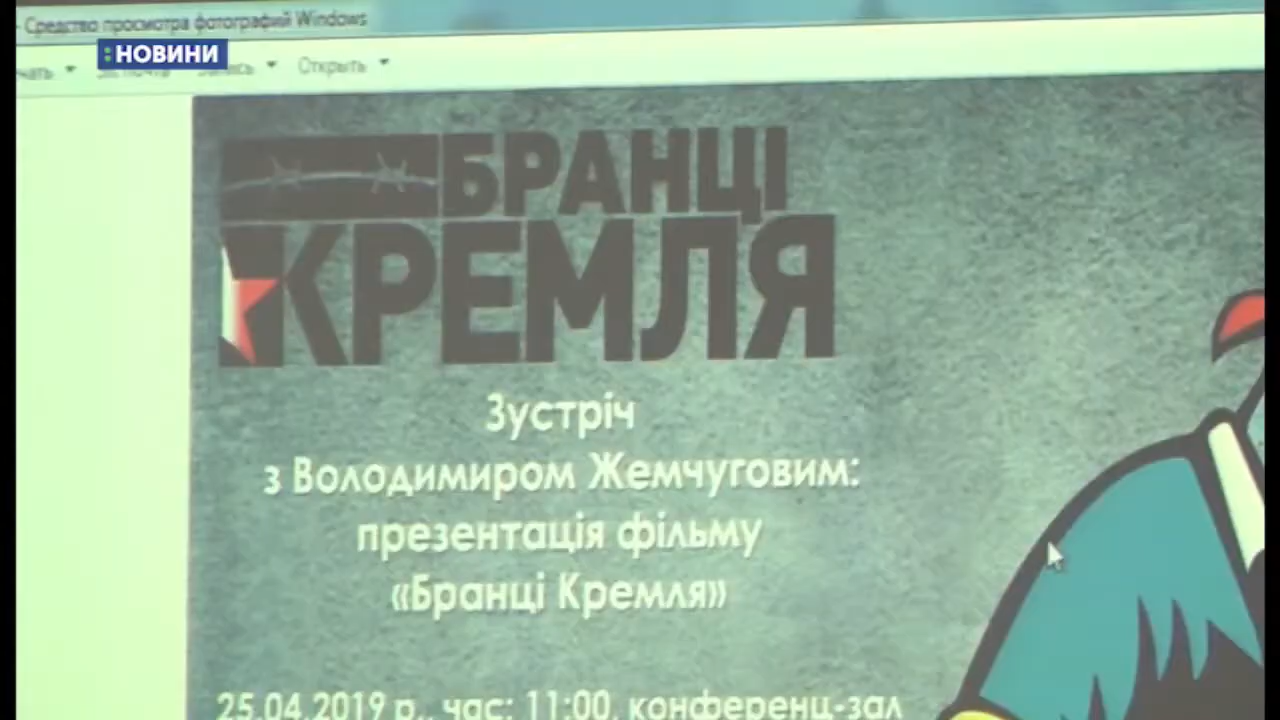 - Средство просмотра фотографий Windows
НОВИНИ
Открыть
БРАНЦІ
КРЕМЛЯ
Зустріч
з Володимиром Жемчуговим:
презентація фільму
«Бранці Кремля»
25.04.2019 р., час: 11:00, конференц-зал